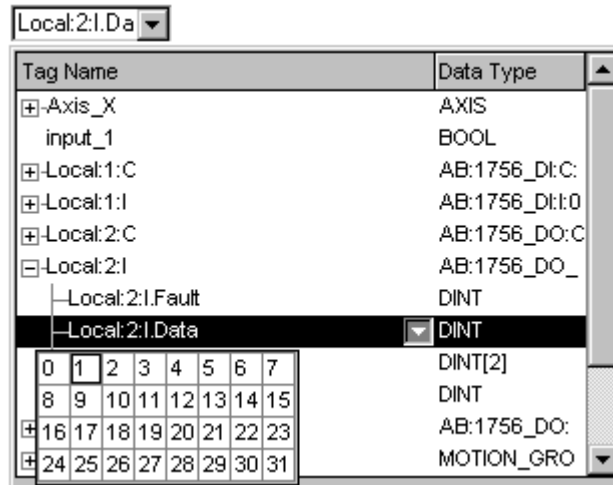 Local:2:I.Da
Tag Name Data Type
Axis_X AXIS
input_1 BOOL
Local:1:C AB:1756_DI:C:
Local:1:I AB:1756_DI:I:0
Local:2:C AB:1756_DO:C
Local:2:I AB:1756_DO_
Local:2:I.Fault DINT
Local:2:I.Data DINT
0 1 2 3 4 5 6 7 DINT[2]
8 9 10 11 12 13 14 15 DINT
16 17 18 19 20 21 22 23 AB:1756_DO:
24 25 26 27 28 29 30 31 MOTION_GRO